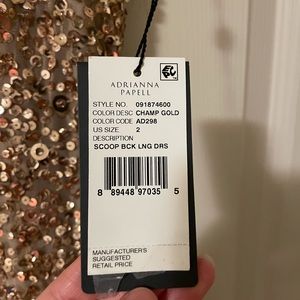 ADRIANNA
PAPELL
STYLE NO. 091874600
COLOR DESC CHAMP GOLD
COLOR CODE AD298
US SIZE 2
DESCRIPTION
SCOOP BCK LNG DRS
8 89448 97035 5
MANUFACTURER'S
SUGGESTED
RETAIL PRICE